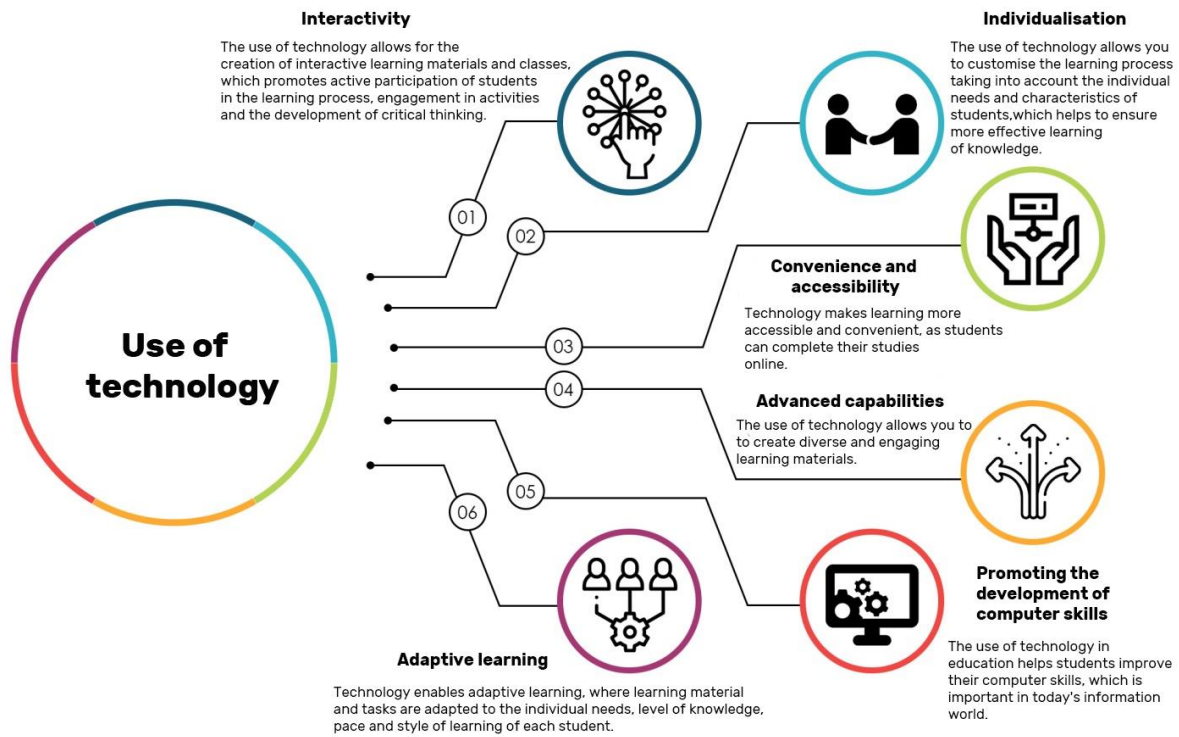 Interactivity
The use of technology allows for the
creation of interactive learning materials and classes,
which promotes active participation of students
in the learning process, engagement in activities
and the development of critical thinking.
Individualisation
The use of technology allows you
to customise the learning process
taking into account the individual
needs and characteristics of
students,which helps to ensure
more effective learning
of knowledge.
Use of
technology
01
02
03
04
05
06
Convenience and
accessibility
Technology makes learning more
accessible and convenient, as students
can complete their studies
online.
Advanced capabilities
The use of technology allows you to
to create diverse and engaging
learning materials.
Promoting the
development of
computer skills
The use of technology in
education helps students improve
their computer skills, which is
important in today's information
world.
Adaptive learning
Technology enables adaptive learning, where learning material
and tasks are adapted to the individual needs, level of knowledge,
pace and style of learning of each student.